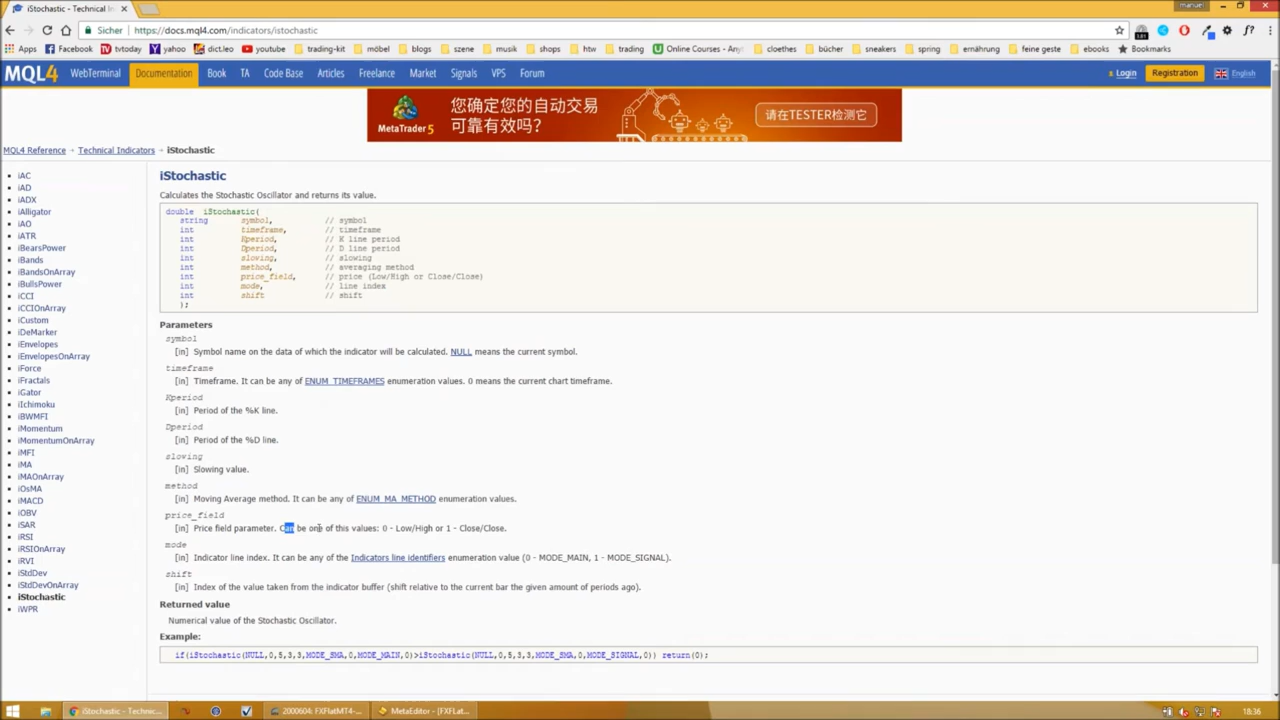 iStochastic - Technical In
manuel
Sicher
https://docs.mql4.com/indicators/istochastic
Apps
Facebook
tvtoday
yahoo
dict.leo
youtube
trading-kit
möbel
blogs
szene
musik
shops
htw
trading
Online Courses - Anyt
cloethes
bücher
sneakers
spring
ernährung
feine geste
ebooks
Bookmarks
MQL4
WebTerminal
Documentation
Book
TA
Code Base
Articles
Freelance
Market
Signals
VPS
Forum
Login
Registration
English
MetaTrader 5
您确定您的自动交易
可靠有效吗?
请在TESTER检测它
MQL4 Reference
Technical Indicators
iStochastic
iAC
iAD
iADX
iAlligator
iAO
iATR
iBearsPower
iBands
iBandsOnArray
iBullsPower
iCCI
iCCIOnArray
iCustom
iDeMarker
iEnvelopes
iEnvelopesOnArray
iForce
iFractals
iGator
iIchimoku
iBWMFI
iMomentum
iMomentumOnArray
iMFI
iMA
iMAOnArray
iOsMA
iMACD
iOBV
iSAR
iRSI
iRSIOnArray
iRVI
iStdDev
iStdDevOnArray
iStochastic
iWPR
iStochastic
Calculates the Stochastic Oscillator and returns its value.
double iStochastic(
string symbol, // symbol
int timeframe, // timeframe
int Kperiod, // K line period
int Dperiod, // D line period
int slowing, // slowing
int method, // averaging method
int price_field, // price (Low/High or Close/Close)
int mode, // line index
int shift // shift
);
Parameters
symbol
[in] Symbol name on the data of which the indicator will be calculated. NULL means the current symbol.
timeframe
[in] Timeframe. It can be any of ENUM_TIMEFRAMES enumeration values. 0 means the current chart timeframe.
Kperiod
[in] Period of the %K line.
Dperiod
[in] Period of the %D line.
slowing
[in] Slowing value.
method
[in] Moving Average method. It can be any of ENUM_MA_METHOD enumeration values.
price_field
[in] Price field parameter. Can be one of this values: 0 - Low/High or 1 - Close/Close.
mode
[in] Indicator line index. It can be any of the Indicators line identifiers enumeration value (0 - MODE_MAIN, 1 - MODE_SIGNAL).
shift
[in] Index of the value taken from the indicator buffer (shift relative to the current bar the given amount of periods ago).
Returned value
Numerical value of the Stochastic Oscillator.
Example:
if(iStochastic(NULL,0,5,3,3,MODE_SMA,0,MODE_MAIN,0)>iStochastic(NULL,0,5,3,3,MODE_SMA,0,MODE_SIGNAL,0)) return(0);
iStochastic - Technic...
2000604: FXFlatMT4-...
MetaEditor - [FXFLat...
18:36